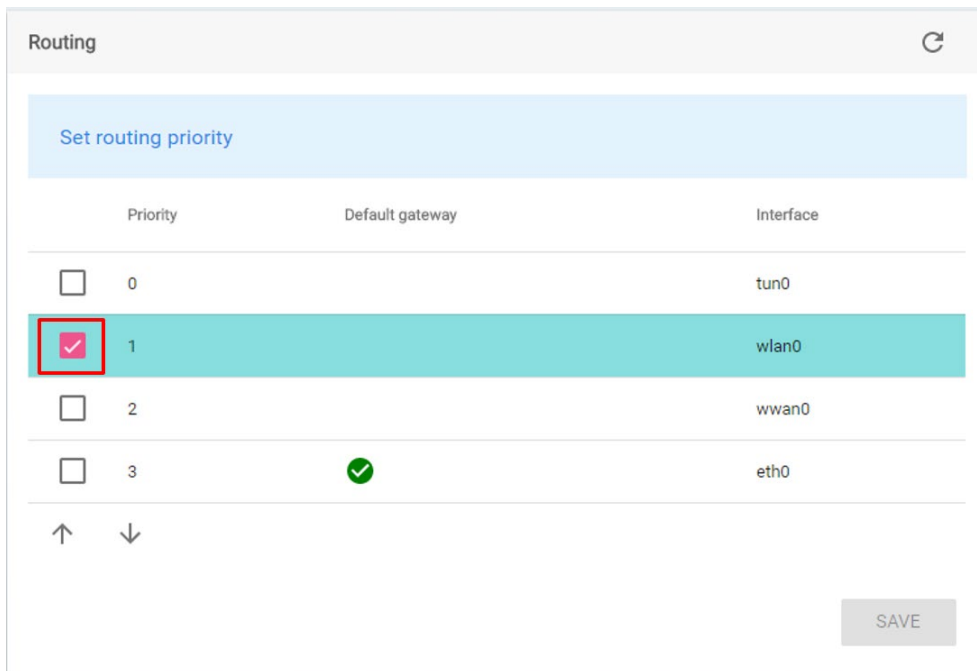 Routing
Set routing priority
Priority Default gateway Interface
0 tun0
1 wlan0
2 wwan0
3 eth0
SAVE